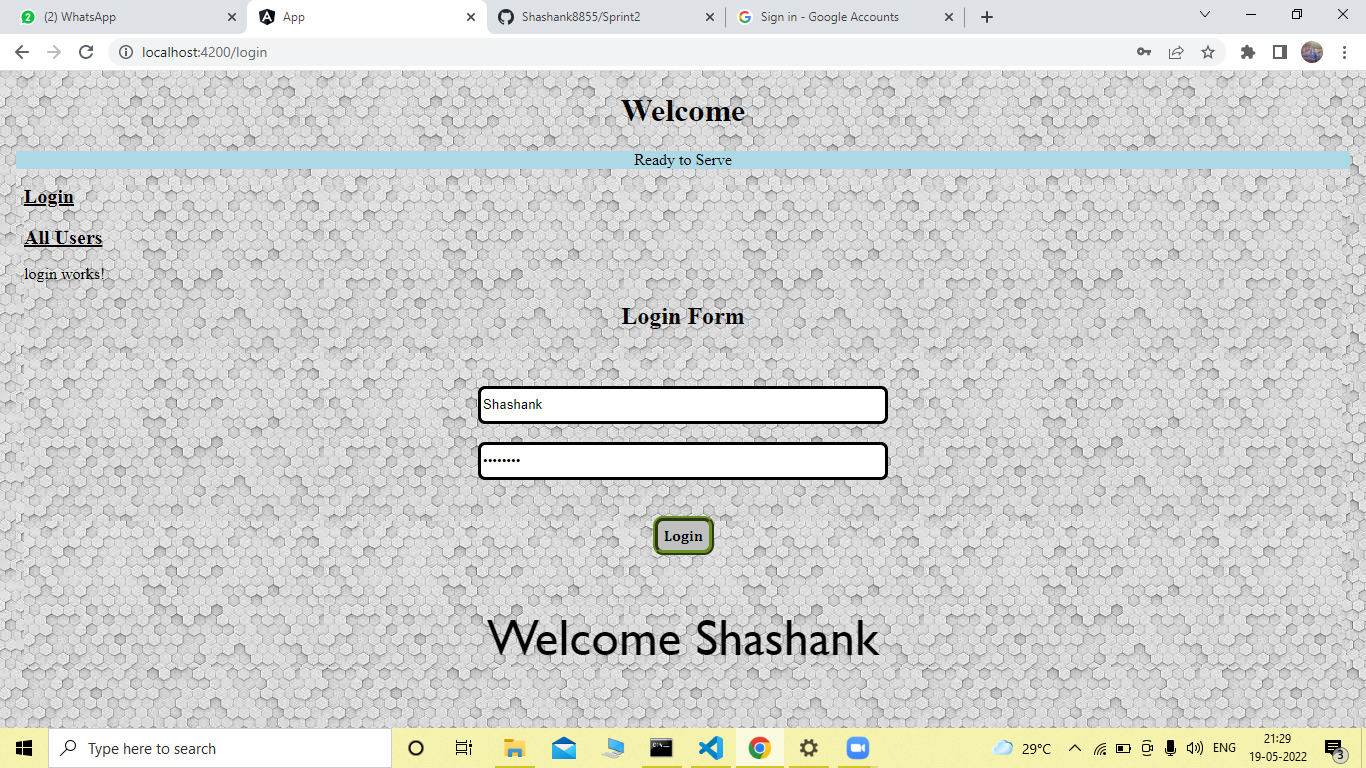 (2) WhatsApp
App
Shashank8855/Sprint2
Sign in - Google Accounts
localhost:4200/login
Welcome
Ready to Serve
Login
All Users
login works!
Login Form
Shashank
••••••••
Login
Welcome Shashank
Type here to search
29°C
ENG
21:29
19-05-2022
3